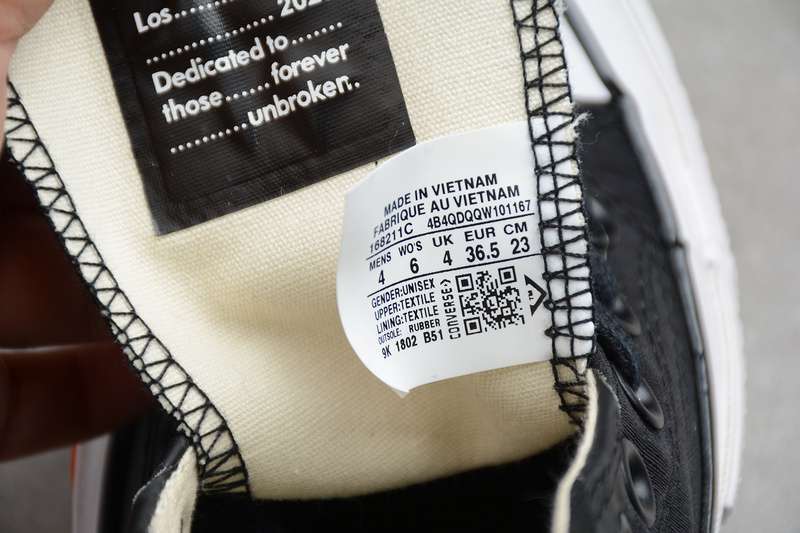 Los.............. 202
.......................
Dedicated to........
those......forever
..........unbroken..
MADE IN VIETNAM
FABRIQUE AU VIETNAM
168211C 4B4QDQQW101167
MENS WO'S UK EUR CM
4 6 4 36.5 23
GENDER:UNISEX
UPPER:TEXTILE
LINING:TEXTILE
OUTSOLE: RUBBER
9K 1802 B51
CONVERSE